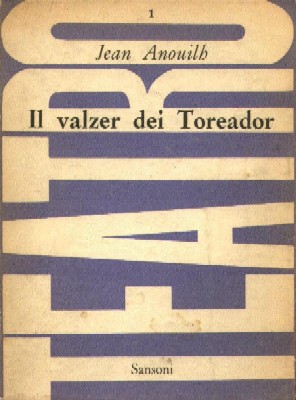 1
Jean Anouilh
Il valzer dei Toreador
TEATRO
Sansoni